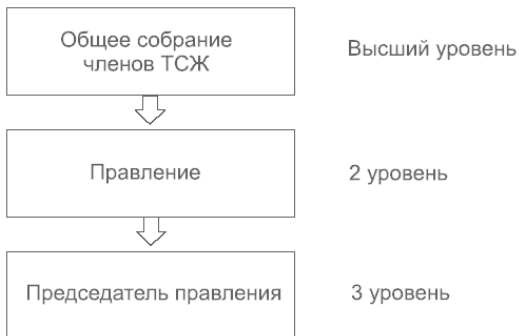 Общее собрание
членов ТСЖ
Высший уровень
Правление
2 уровень
Председатель правления
3 уровень